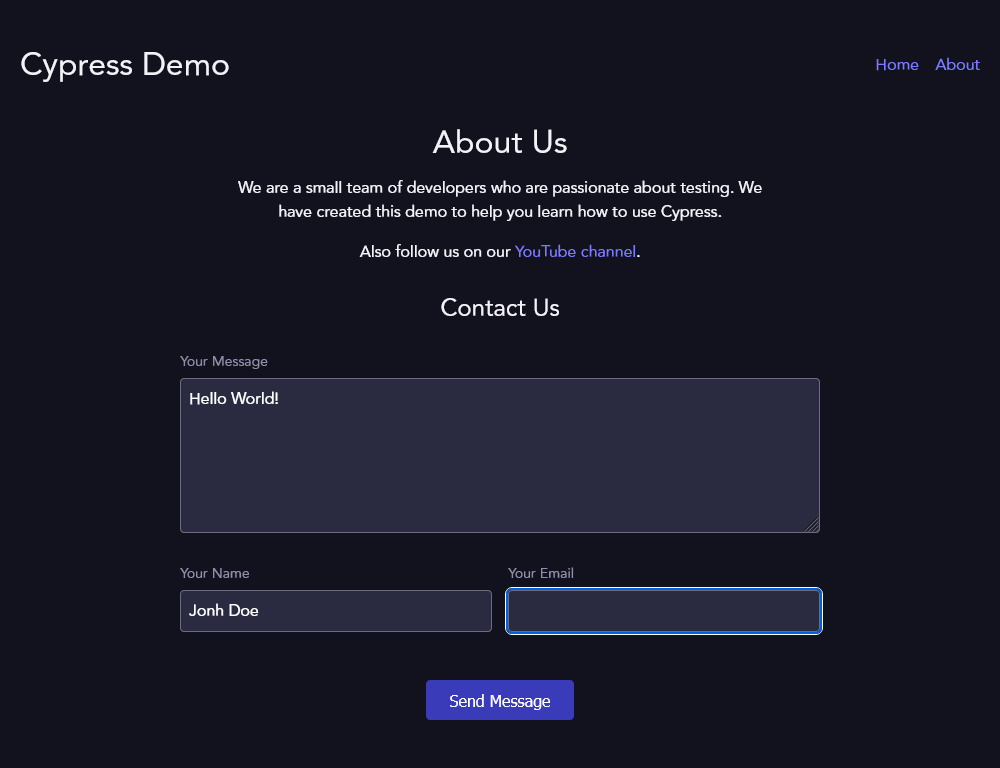 Cypress Demo
Home About
About Us
We are a small team of developers who are passionate about testing. We
have created this demo to help you learn how to use Cypress.
Also follow us on our YouTube channel.
Contact Us
Your Message
Hello World!
Your Name
Your Email
Jonh Doe
Send Message